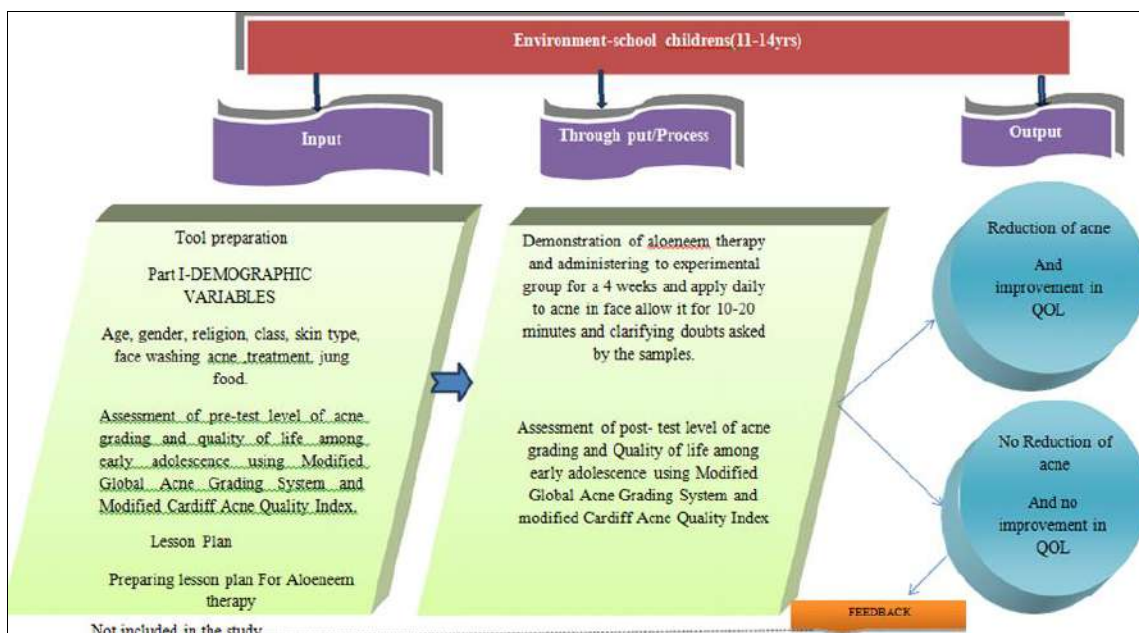 Environment-school childrens(11-14yrs)
Input
Through put/Process
Output
Tool preparation
Part I-DEMOGRAPHIC
VARIABLES
Age, gender, religion, class, skin type,
face washing acne ,treatment, jung
food.
Assessment of pre-test level of acne
grading and quality of life among
early adolescence using Modified
Global Acne Grading System and
Modified Cardiff Acne Quality Index.
Lesson Plan
Preparing lesson plan For Aloeneem
therapy
Demonstration of aloeneem therapy
and administering to experimental
group for a 4 weeks and apply daily
to acne in face allow it for 10-20
minutes and clarifying doubts asked
by the samples.
Assessment of post- test level of acne
grading and Quality of life among
early adolescence using Modified
Global Acne Grading System and
modified Cardiff Acne Quality Index
Reduction of acne
And
improvement in
QOL
No Reduction of
acne
And no
improvement in
QOL
FEEDBACK
Not included in the study